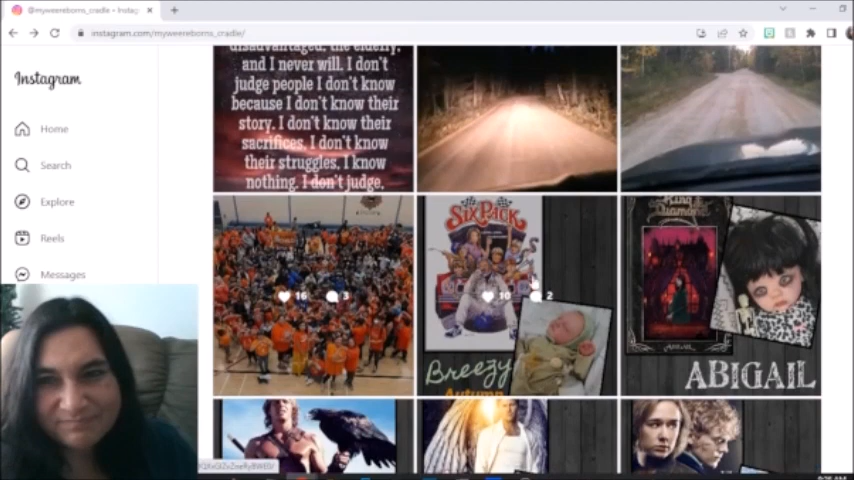 @myweereborns_cradle • Instag
instagram.com/myweereborns_cradle/
Instagram
Home
Search
Explore
Reels
Messages
disadvantaged, the elderly,
and I never will. I don't
judge people I don't know
because I don't know their
story. I don't know their
sacrifices. I don't know
their struggles, I know
nothing. I don't judge.
16
3
SIX PACK
10
2
Breezy
Autumn
King
Diamond
ABIGAIL